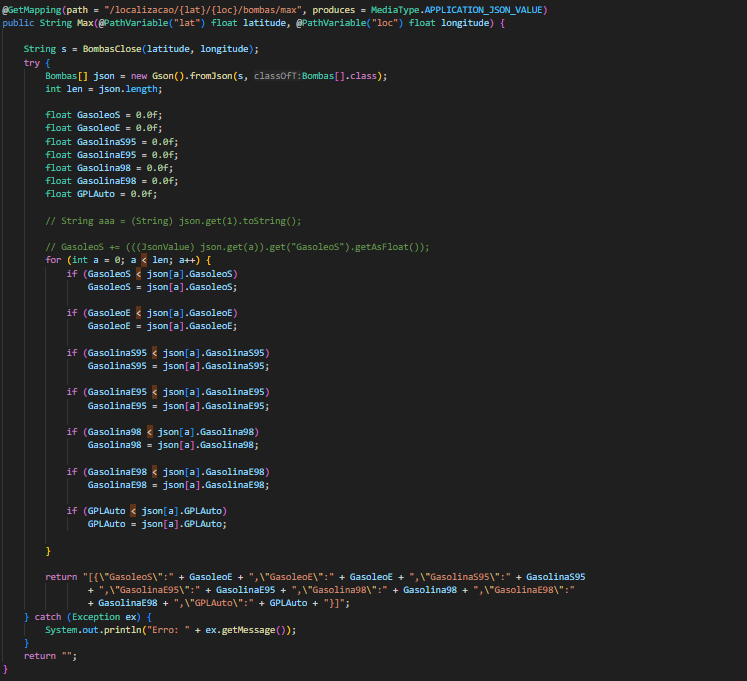 @GetMapping(path = "/localizacao/{lat}/{loc}/bombas/max", produces = MediaType.APPLICATION_JSON_VALUE)
public String Max(@PathVariable("lat") float latitude, @PathVariable("loc") float longitude) {
String s = BombasClose(latitude, longitude);
try {
Bombas[] json = new Gson().fromJson(s, classOfT:Bombas[].class);
int len = json.length;
float GasoleoS = 0.0f;
float GasoleoE = 0.0f;
float GasolinaS95 = 0.0f;
float GasolinaE95 = 0.0f;
float Gasolina98 = 0.0f;
float GasolinaE98 = 0.0f;
float GPLAuto = 0.0f;
// String aaa = (String) json.get(1).toString();
// GasoleoS += (((JsonValue) json.get(a)).get("GasoleoS").getAsFloat());
for (int a = 0; a < len; a++) {
if (GasoleoS < json[a].GasoleoS)
GasoleoS = json[a].GasoleoS;
if (GasoleoE < json[a].GasoleoE)
GasoleoE = json[a].GasoleoE;
if (GasolinaS95 < json[a].GasolinaS95)
GasolinaS95 = json[a].GasolinaS95;
if (GasolinaE95 < json[a].GasolinaE95)
GasolinaE95 = json[a].GasolinaE95;
if (Gasolina98 < json[a].Gasolina98)
Gasolina98 = json[a].Gasolina98;
if (GasolinaE98 < json[a].GasolinaE98)
GasolinaE98 = json[a].GasolinaE98;
if (GPLAuto < json[a].GPLAuto)
GPLAuto = json[a].GPLAuto;
}
return "[{\"GasoleoS\":" + GasoleoS + ",\"GasoleoE\":" + GasoleoE + ",\"GasolinaS95\":" + GasolinaS95
+ ",\"GasolinaE95\":" + GasolinaE95 + ",\"Gasolina98\":" + Gasolina98 + ",\"GasolinaE98\":"
+ GasolinaE98 + ",\"GPLAuto\":" + GPLAuto + "}]";
} catch (Exception ex) {
System.out.println("Erro: " + ex.getMessage());
}
return "";
}